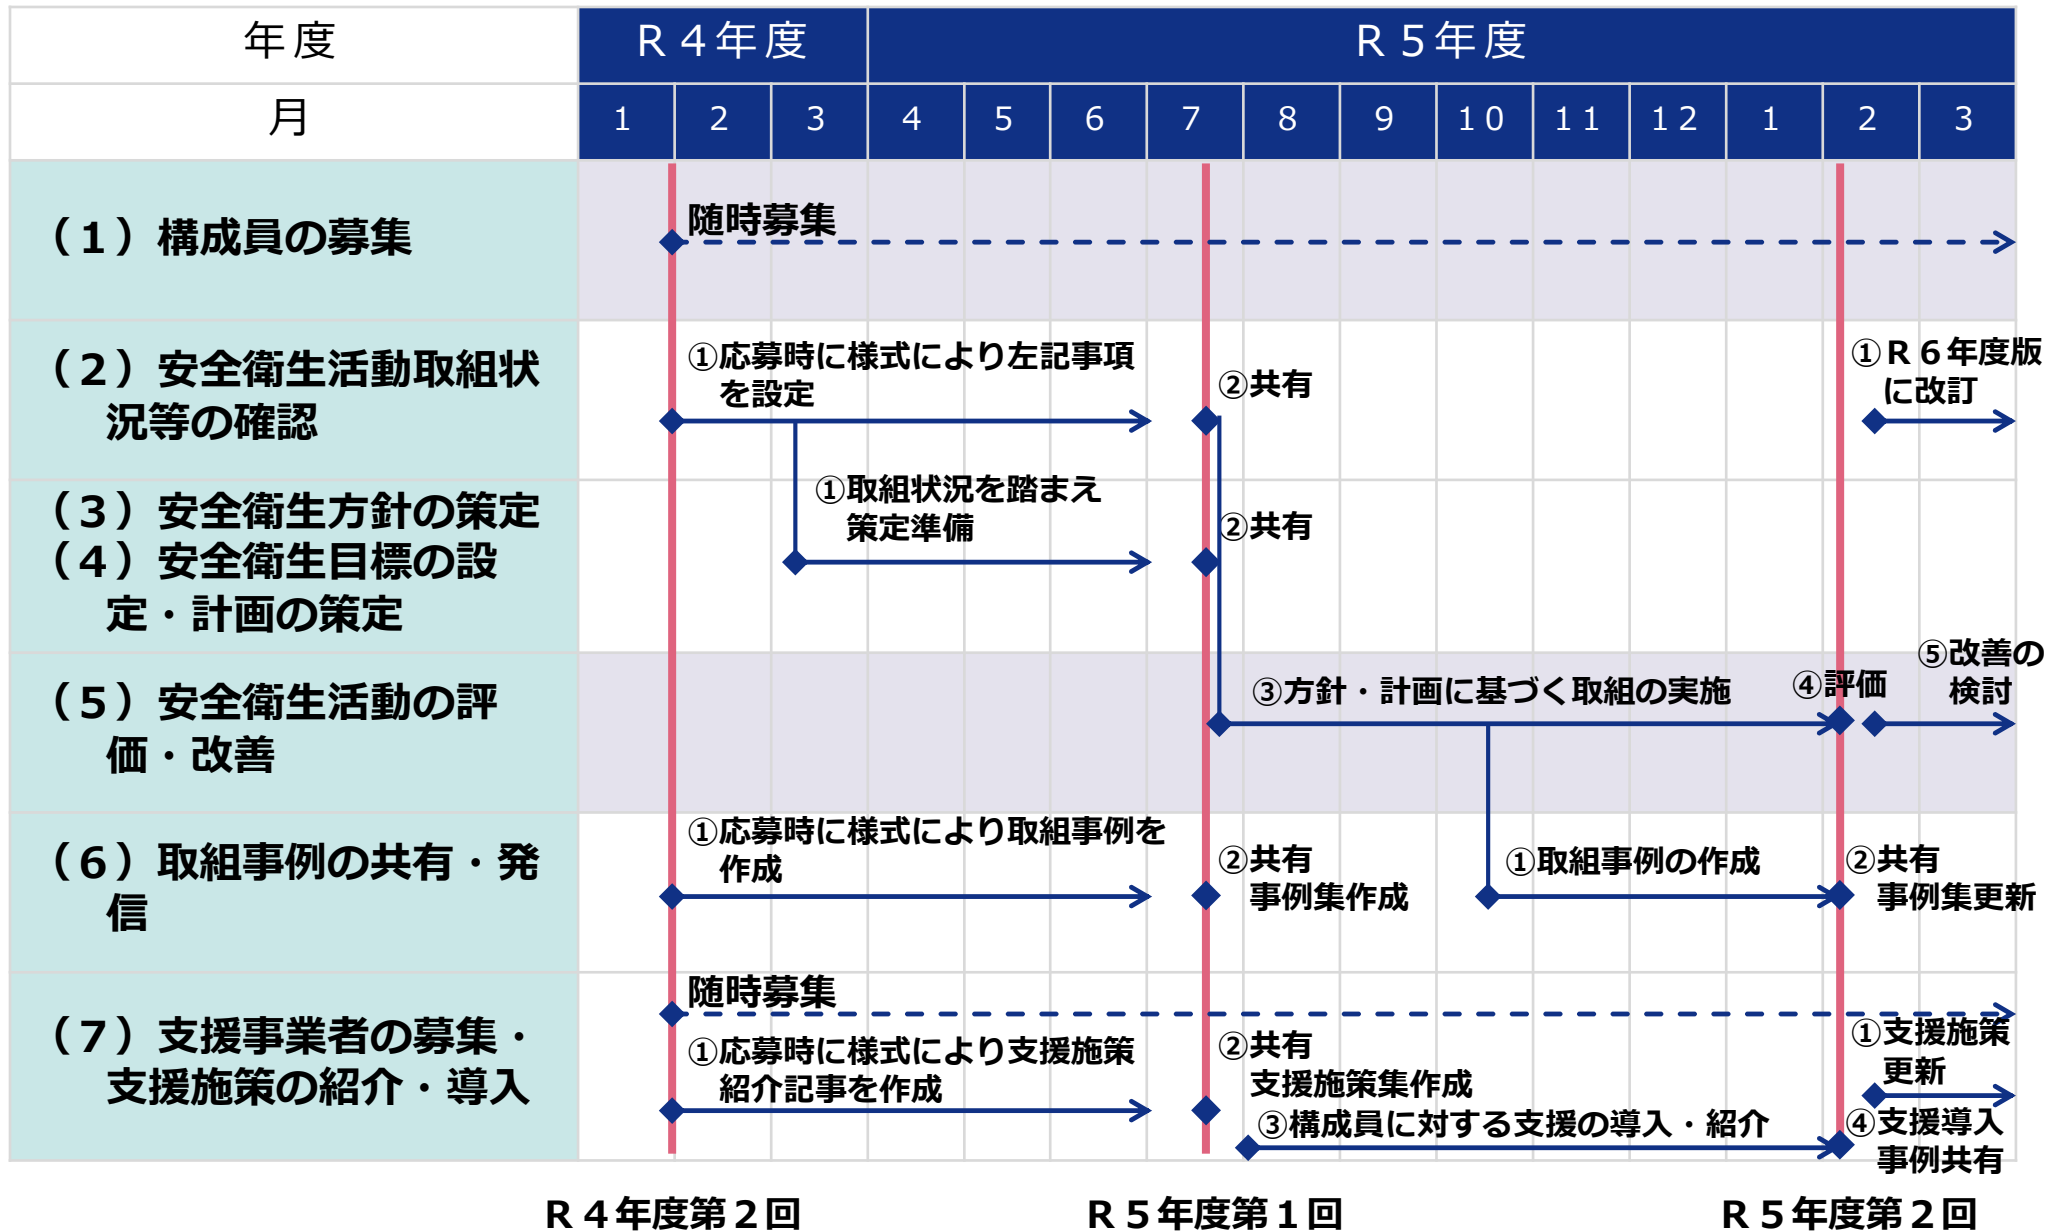 年度
Ｒ４年度
Ｒ５年度
月
１
２
３
４
５
６
７
８
９
１０
１１
１２
１
２
３
（１）構成員の募集
随時募集
（２）安全衛生活動取組状
況等の確認
①応募時に様式により左記事項
を設定
②共有
①Ｒ６年度版
に改訂
（３）安全衛生方針の策定
（４）安全衛生目標の設
定・計画の策定
①取組状況を踏まえ
策定準備
②共有
（５）安全衛生活動の評
価・改善
③方針・計画に基づく取組の実施
④評価
⑤改善の
検討
（６）取組事例の共有・発
信
①応募時に様式により取組事例を
作成
②共有
事例集作成
①取組事例の作成
②共有
事例集更新
（７）支援事業者の募集・
支援施策の紹介・導入
随時募集
①応募時に様式により支援施策
紹介記事を作成
②共有
支援施策集作成
③構成員に対する支援の導入・紹介
①支援施策
更新
④支援導入
事例共有
Ｒ４年度第２回
Ｒ５年度第１回
Ｒ５年度第２回